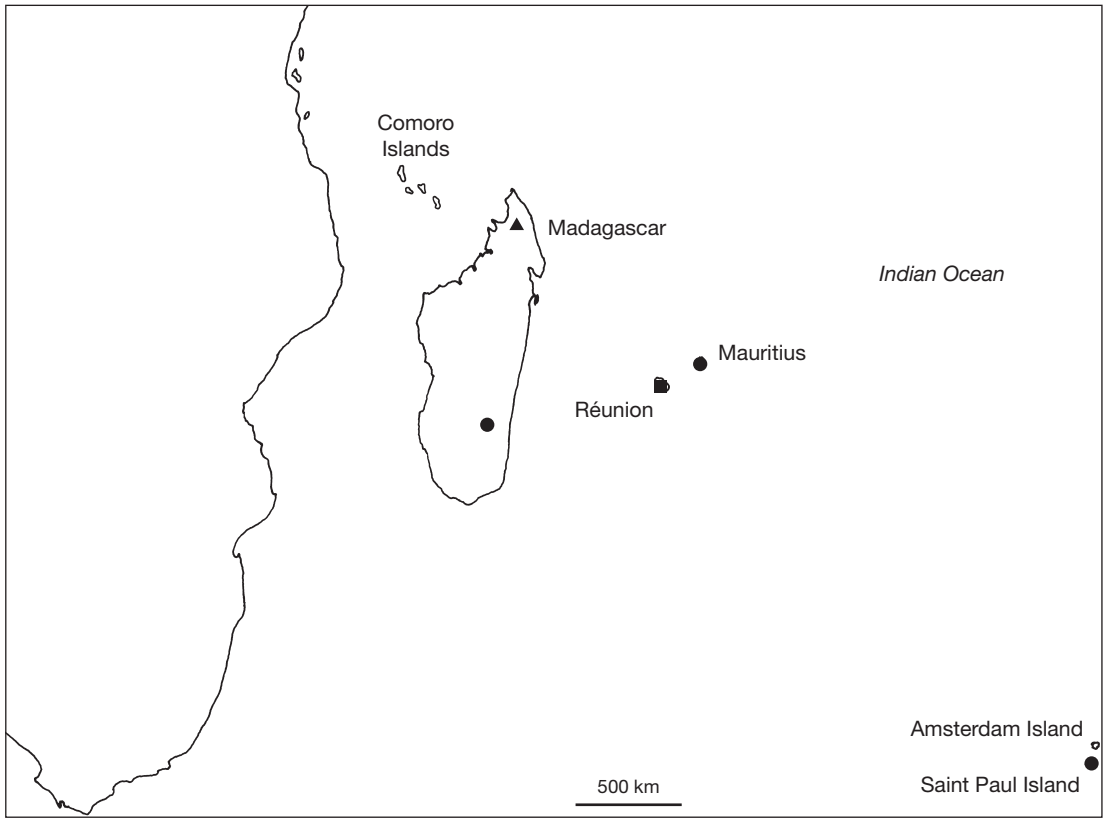 Comoro
Islands
Madagascar
Indian Ocean
Mauritius
Réunion
Amsterdam Island
Saint Paul Island
500 km